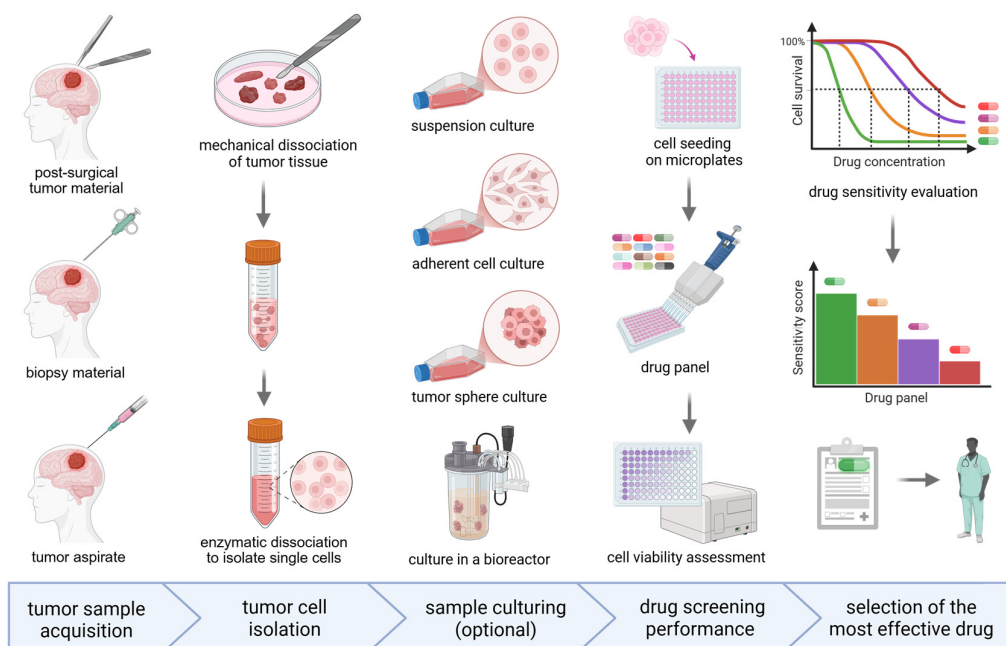 post-surgical
tumor material
biopsy material
tumor aspirate
mechanical dissociation
of tumor tissue
enzymatic dissociation
to isolate single cells
suspension culture
adherent cell culture
tumor sphere culture
culture in a bioreactor
cell seeding
on microplates
drug panel
cell viability assessment
100%
Cell survival
Drug concentration
drug sensitivity evaluation
Sensitivity score
Drug panel
tumor sample
acquisition
tumor cell
isolation
sample culturing
(optional)
drug screening
performance
selection of the
most effective drug